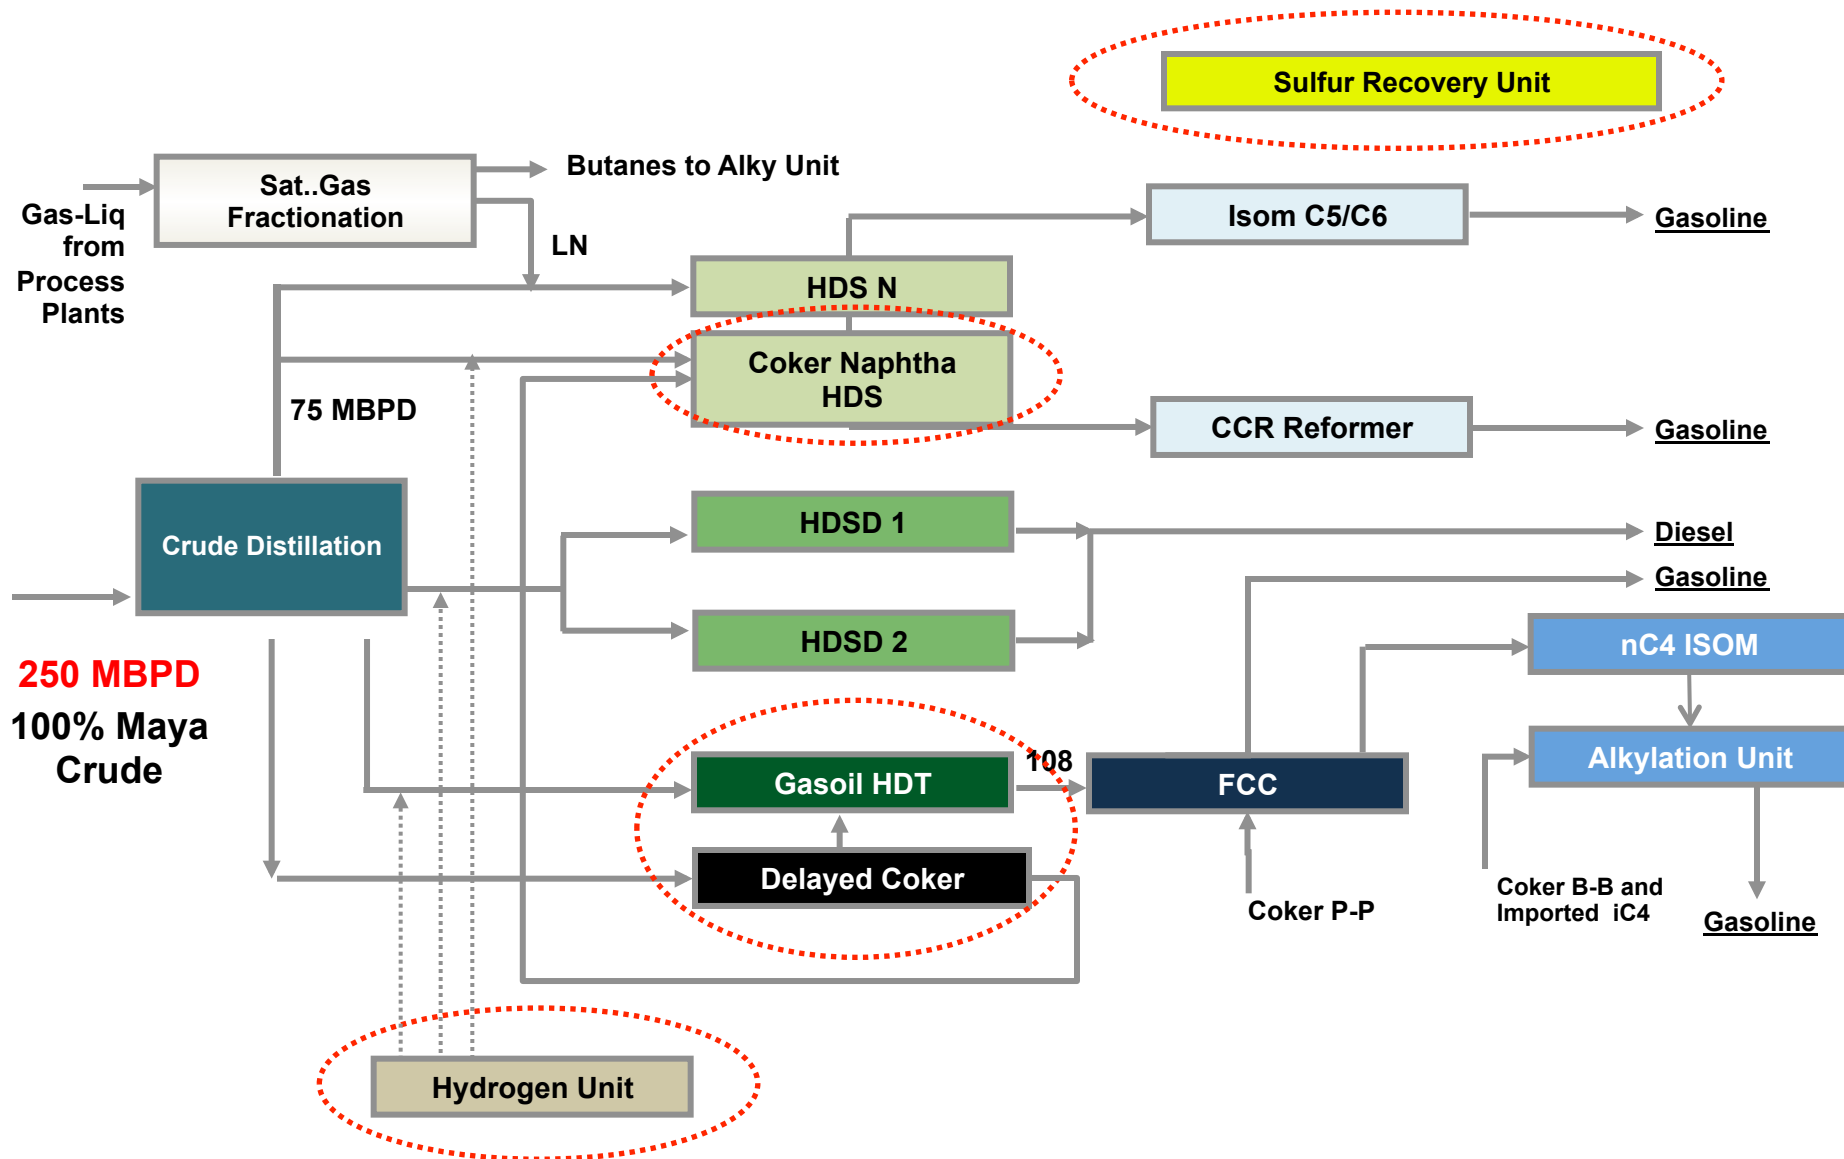 Sulfur Recovery Unit
Butanes to Alky Unit
Sat..Gas
Fractionation
Gas-Liq
from
Process
Plants
LN
Isom C5/C6
Gasoline
HDS N
Coker Naphtha
HDS
75 MBPD
CCR Reformer
Gasoline
Crude Distillation
HDSD 1
Diesel
Gasoline
HDSD 2
nC4 ISOM
250 MBPD
100% Maya
Crude
108
Gasoil HDT
FCC
Alkylation Unit
Delayed Coker
Coker P-P
Coker B-B and
Imported iC4
Gasoline
Hydrogen Unit